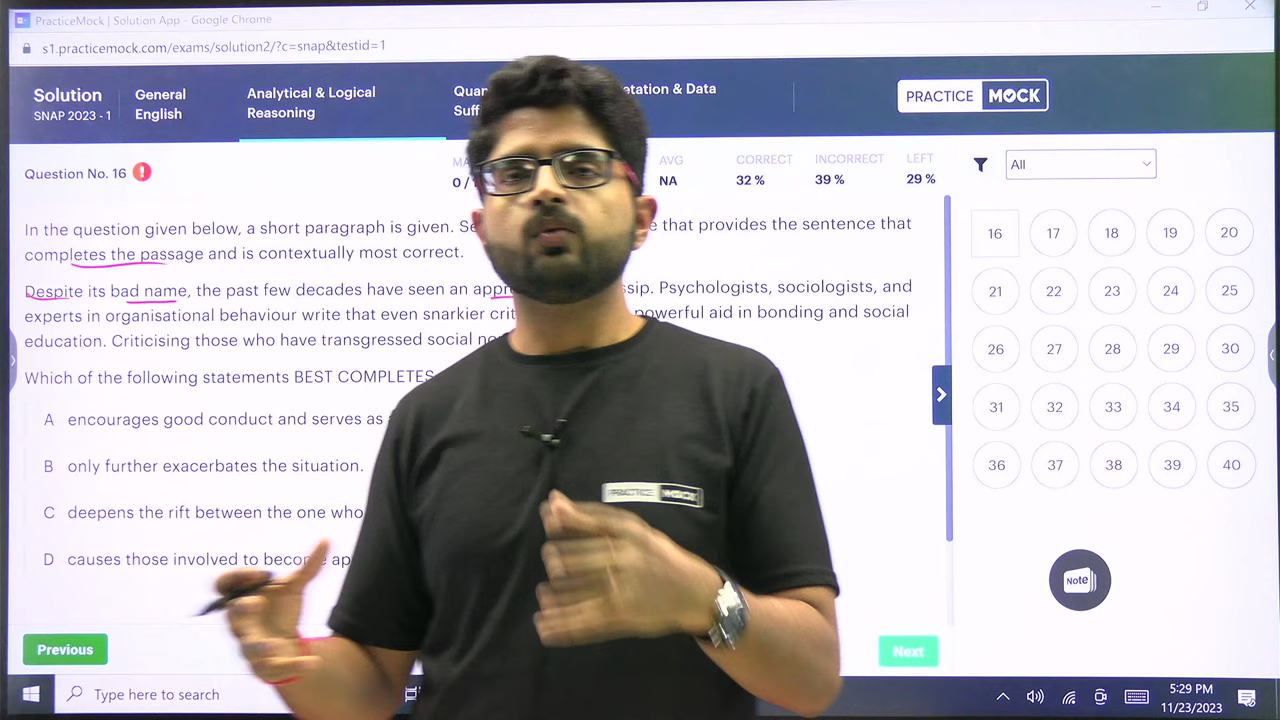 PracticeMock | Solution App - Google Chrome
s1.practicemock.com/exams/solution2/?c=snap&testid=1
Solution
SNAP 2023 - 1
General
English
Analytical & Logical
Reasoning
Quan
Suff
etation & Data
PRACTICE MOCK
Question No. 16
MA
0 /
AVG
NA
CORRECT
32 %
INCORRECT
39 %
LEFT
29 %
All
In the question given below, a short paragraph is given. Se e that provides the sentence that
completes the passage and is contextually most correct.
Despite its bad name, the past few decades have seen an app sip. Psychologists, sociologists, and
experts in organisational behaviour write that even snarkier crit powerful aid in bonding and social
education. Criticising those who have transgressed social no
Which of the following statements BEST COMPLETES
A encourages good conduct and serves as
B only further exacerbates the situation.
C deepens the rift between the one who
D causes those involved to become ap
16 17 18 19 20
21 22 23 24 25
26 27 28 29 30
31 32 33 34 35
36 37 38 39 40
PRACTICE MOCK
Note
Previous
Next
Type here to search
5:29 PM
11/23/2023